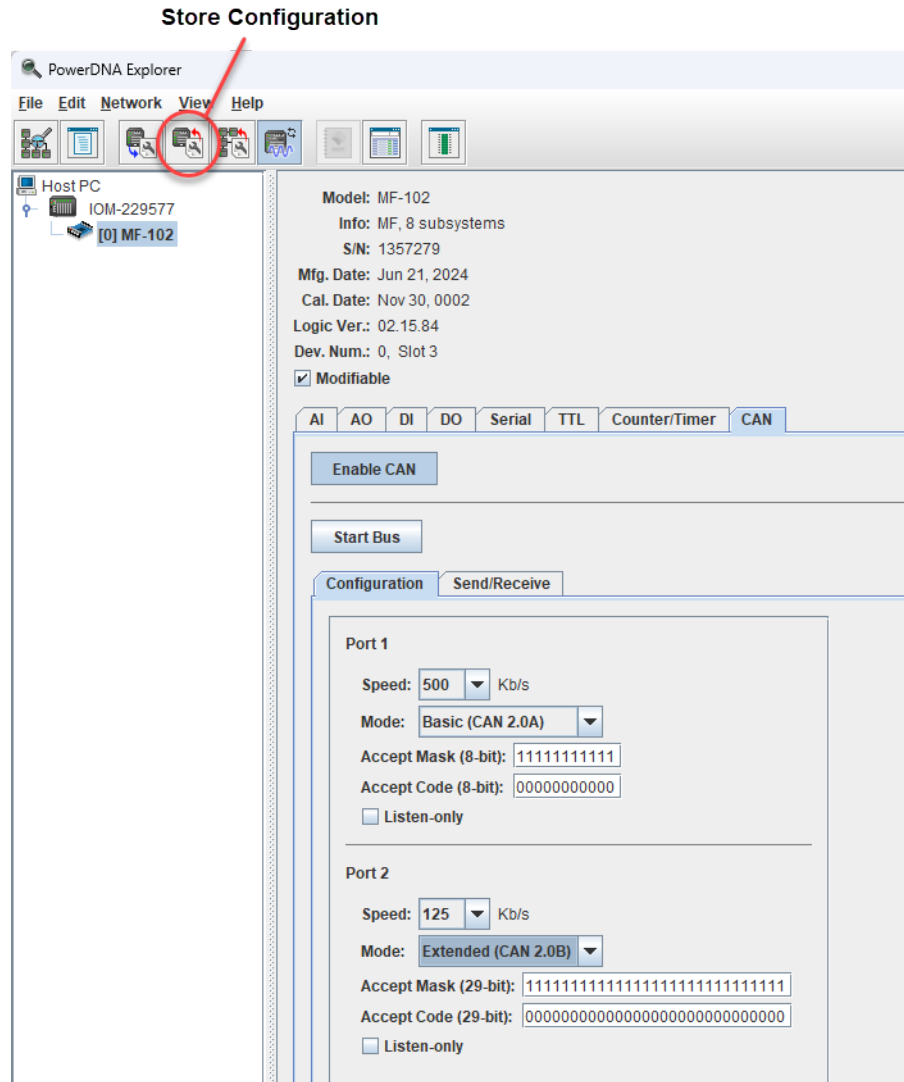 Store Configuration
PowerDNA Explorer
File Edit Network View Help
Host PC
IOM-229577
[0] MF-102
Model: MF-102
Info: MF, 8 subsystems
S/N: 1357279
Mfg. Date: Jun 21, 2024
Cal. Date: Nov 30, 0002
Logic Ver.: 02.15.84
Dev. Num.: 0, Slot 3
Modifiable
AI AO DI DO Serial TTL Counter/Timer CAN
Enable CAN
Start Bus
Configuration Send/Receive
Port 1
Speed: 500 Kb/s
Mode: Basic (CAN 2.0A)
Accept Mask (8-bit): 11111111111
Accept Code (8-bit): 00000000000
Listen-only
Port 2
Speed: 125 Kb/s
Mode: Extended (CAN 2.0B)
Accept Mask (29-bit): 11111111111111111111111111111
Accept Code (29-bit): 00000000000000000000000000000
Listen-only